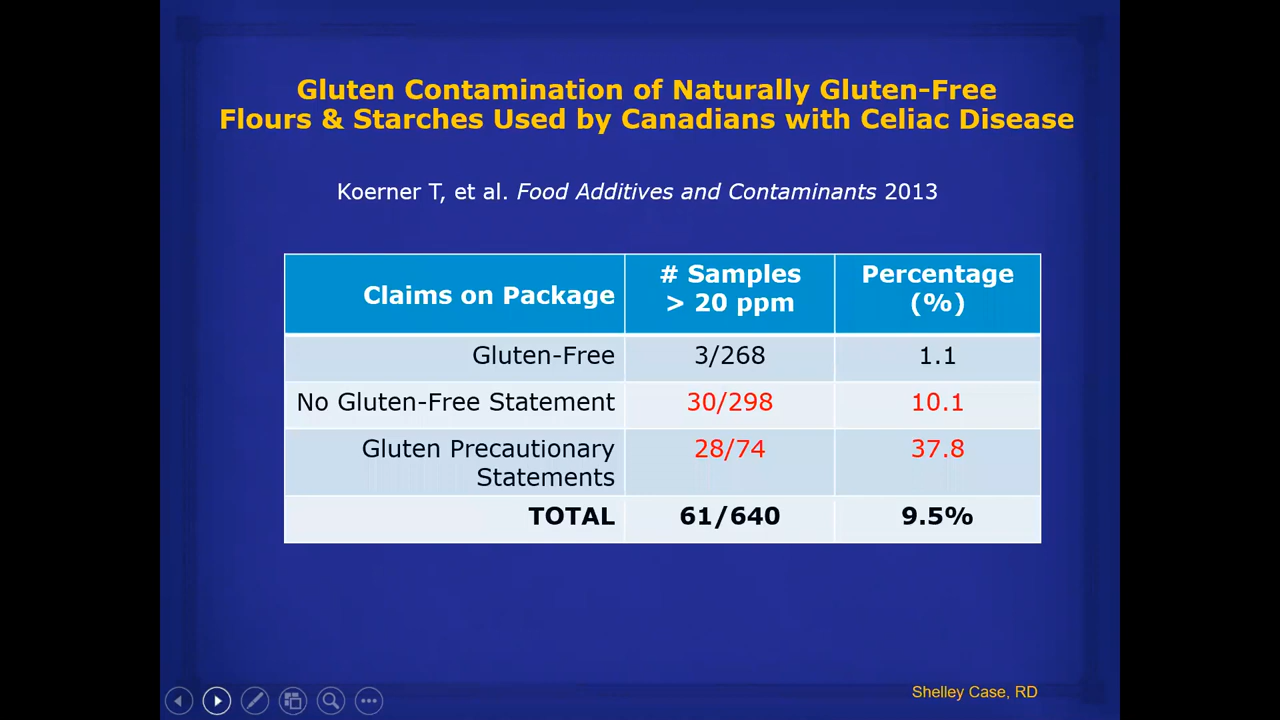 Gluten Contamination of Naturally Gluten-Free
Flours & Starches Used by Canadians with Celiac Disease
Koerner T, et al. Food Additives and Contaminants 2013
Claims on Package
# Samples
> 20 ppm
Percentage
(%)
Gluten-Free
3/268
1.1
No Gluten-Free Statement
30/298
10.1
Gluten Precautionary
Statements
28/74
37.8
TOTAL
61/640
9.5%
Shelley Case, RD